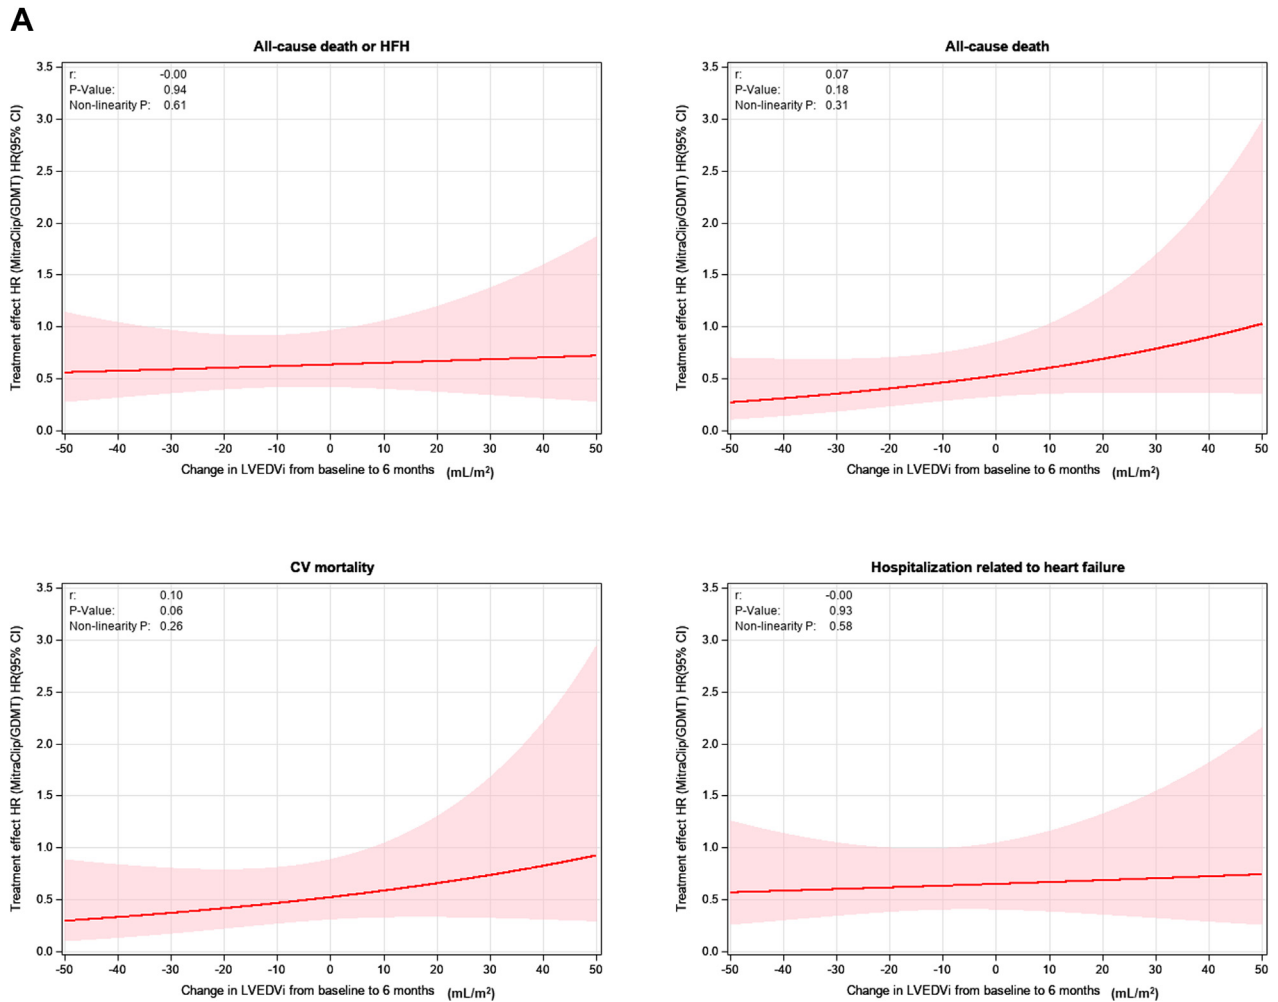 A
All-cause death or HFH
r: -0.00
P-Value: 0.94
Non-linearity P: 0.61
Treatment effect HR (MitraClip/GDMT) HR(95% CI)
3.5
3.0
2.5
2.0
1.5
1.0
0.5
0.0
-50 -40 -30 -20 -10 0 10 20 30 40 50
Change in LVEDVi from baseline to 6 months (mL/m²)
All-cause death
r: 0.07
P-Value: 0.18
Non-linearity P: 0.31
Treatment effect HR (MitraClip/GDMT) HR(95% CI)
3.5
3.0
2.5
2.0
1.5
1.0
0.5
0.0
-50 -40 -30 -20 -10 0 10 20 30 40 50
Change in LVEDVi from baseline to 6 months (mL/m²)
CV mortality
r: 0.10
P-Value: 0.06
Non-linearity P: 0.26
Treatment effect HR (MitraClip/GDMT) HR(95% CI)
3.5
3.0
2.5
2.0
1.5
1.0
0.5
0.0
-50 -40 -30 -20 -10 0 10 20 30 40 50
Change in LVEDVi from baseline to 6 months (mL/m²)
Hospitalization related to heart failure
r: -0.00
P-Value: 0.93
Non-linearity P: 0.58
Treatment effect HR (MitraClip/GDMT) HR(95% CI)
3.5
3.0
2.5
2.0
1.5
1.0
0.5
0.0
-50 -40 -30 -20 -10 0 10 20 30 40 50
Change in LVEDVi from baseline to 6 months (mL/m²)